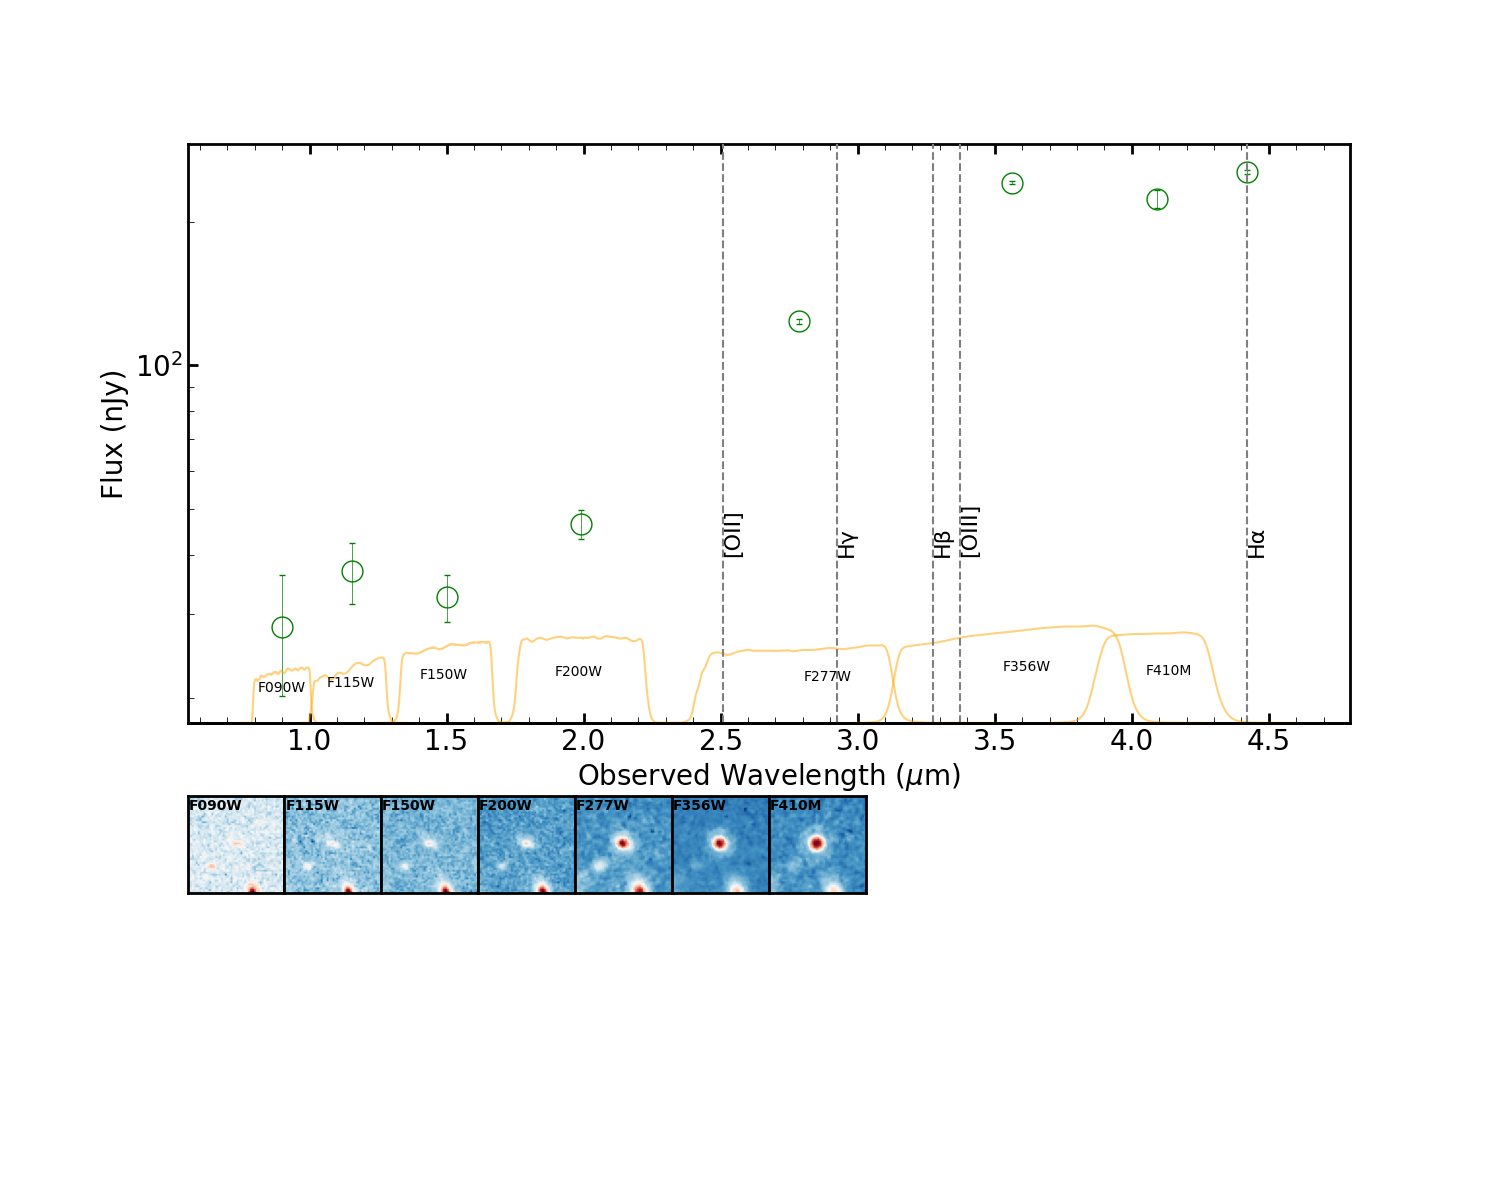 Flux (nJy)
10²
[OII]
Hγ
Hβ
[OIII]
Hα
F090W
F115W
F150W
F200W
F277W
F356W
F410M
1.0 1.5 2.0 2.5 3.0 3.5 4.0 4.5
Observed Wavelength (μm)
F090W F115W F150W F200W F277W F356W F410M